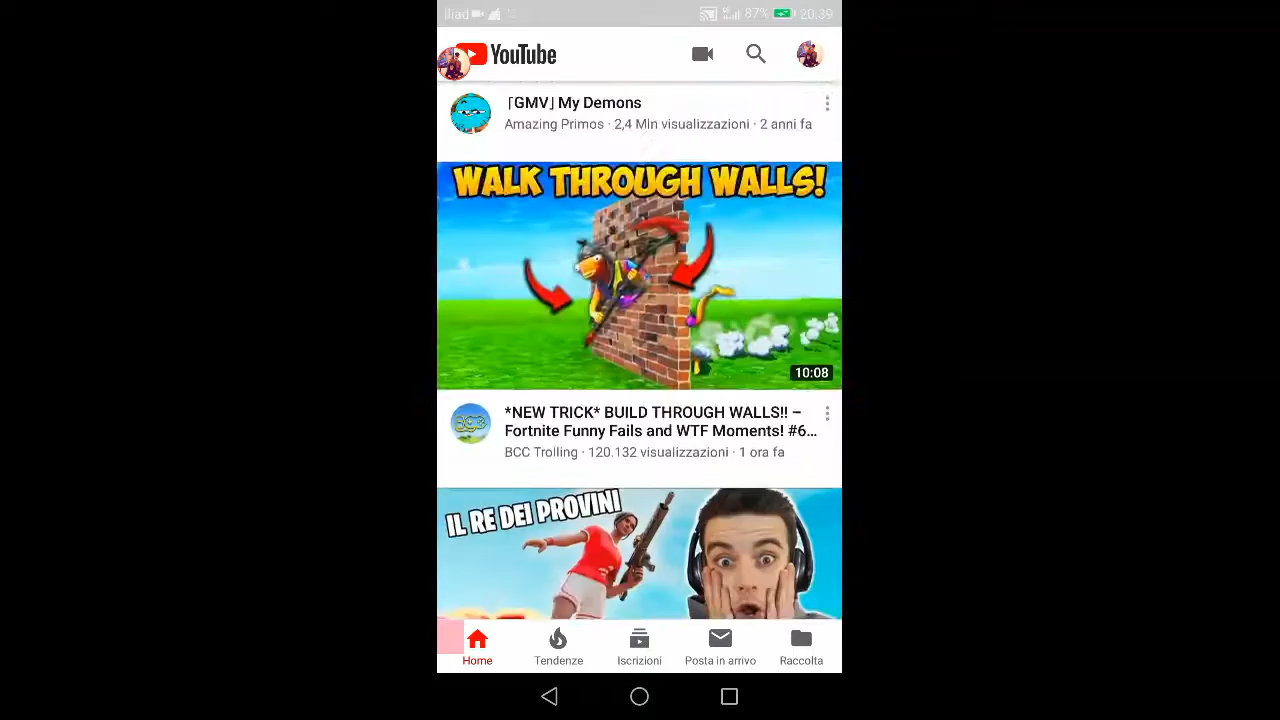 Iliad 87% 20:39
YouTube
「GMV」 My Demons
Amazing Primos · 2,4 Mln visualizzazioni · 2 anni fa
WALK THROUGH WALLS!
10:08
*NEW TRICK* BUILD THROUGH WALLS!! –
Fortnite Funny Fails and WTF Moments! #6...
BCC
BCC Trolling · 120.132 visualizzazioni · 1 ora fa
IL RE DEI PROVINI
Home Tendenze Iscrizioni Posta in arrivo Raccolta